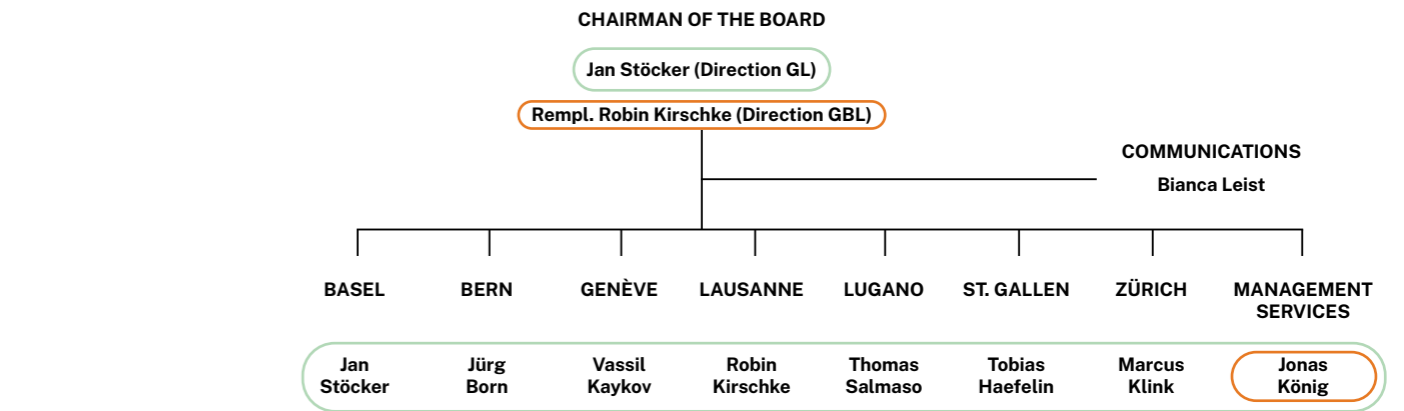 CHAIRMAN OF THE BOARD
Jan Stöcker (Direction GL)
Rempl. Robin Kirschke (Direction GBL)
COMMUNICATIONS
Bianca Leist
BASEL
BERN
GENÈVE
LAUSANNE
LUGANO
ST. GALLEN
ZÜRICH
MANAGEMENT
SERVICES
Jan
Stöcker
Jürg
Born
Vassil
Kaykov
Robin
Kirschke
Thomas
Salmaso
Tobias
Haefelin
Marcus
Klink
Jonas
König